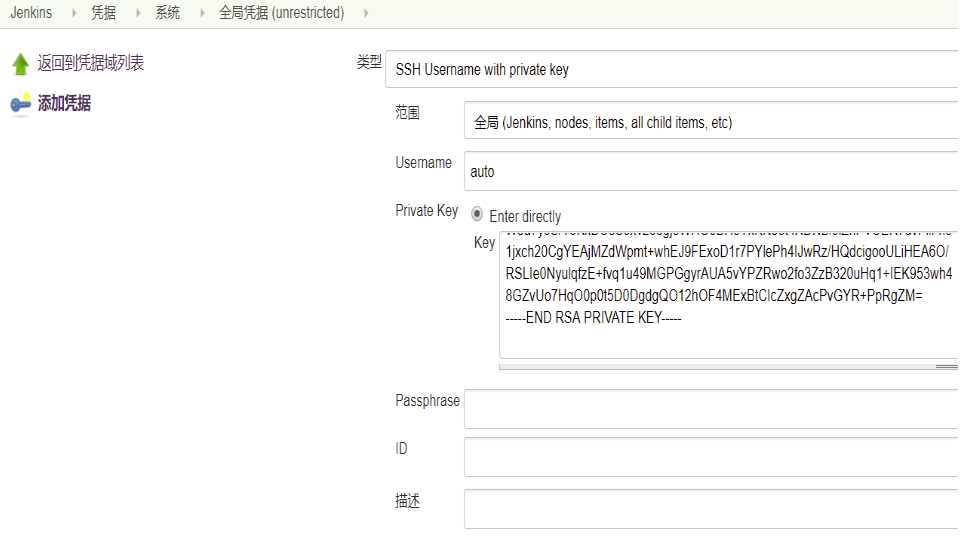 Jenkins 凭据 系统 全局凭据 (unrestricted)
返回到凭据域列表
添加凭据
类型 SSH Username with private key
范围 全局 (Jenkins, nodes, items, all child items, etc)
Username auto
Private Key Enter directly
Key
1jxch20CgYEAjMZdWpmt+whEJ9FExoD1r7PYlePh4IJwRz/HQdcigooULiHEA6O/
RSLIe0NyulqfzE+fvq1u49MGPGgyrAUA5vYPZRwo2fo3ZzB320uHq1+IEK953wh4
8GZvUo7HqO0p0t5D0DgdgQO12hOF4MExBtClcZxgZAcPvGYR+PpRgZM=
-----END RSA PRIVATE KEY-----
Passphrase
ID
描述